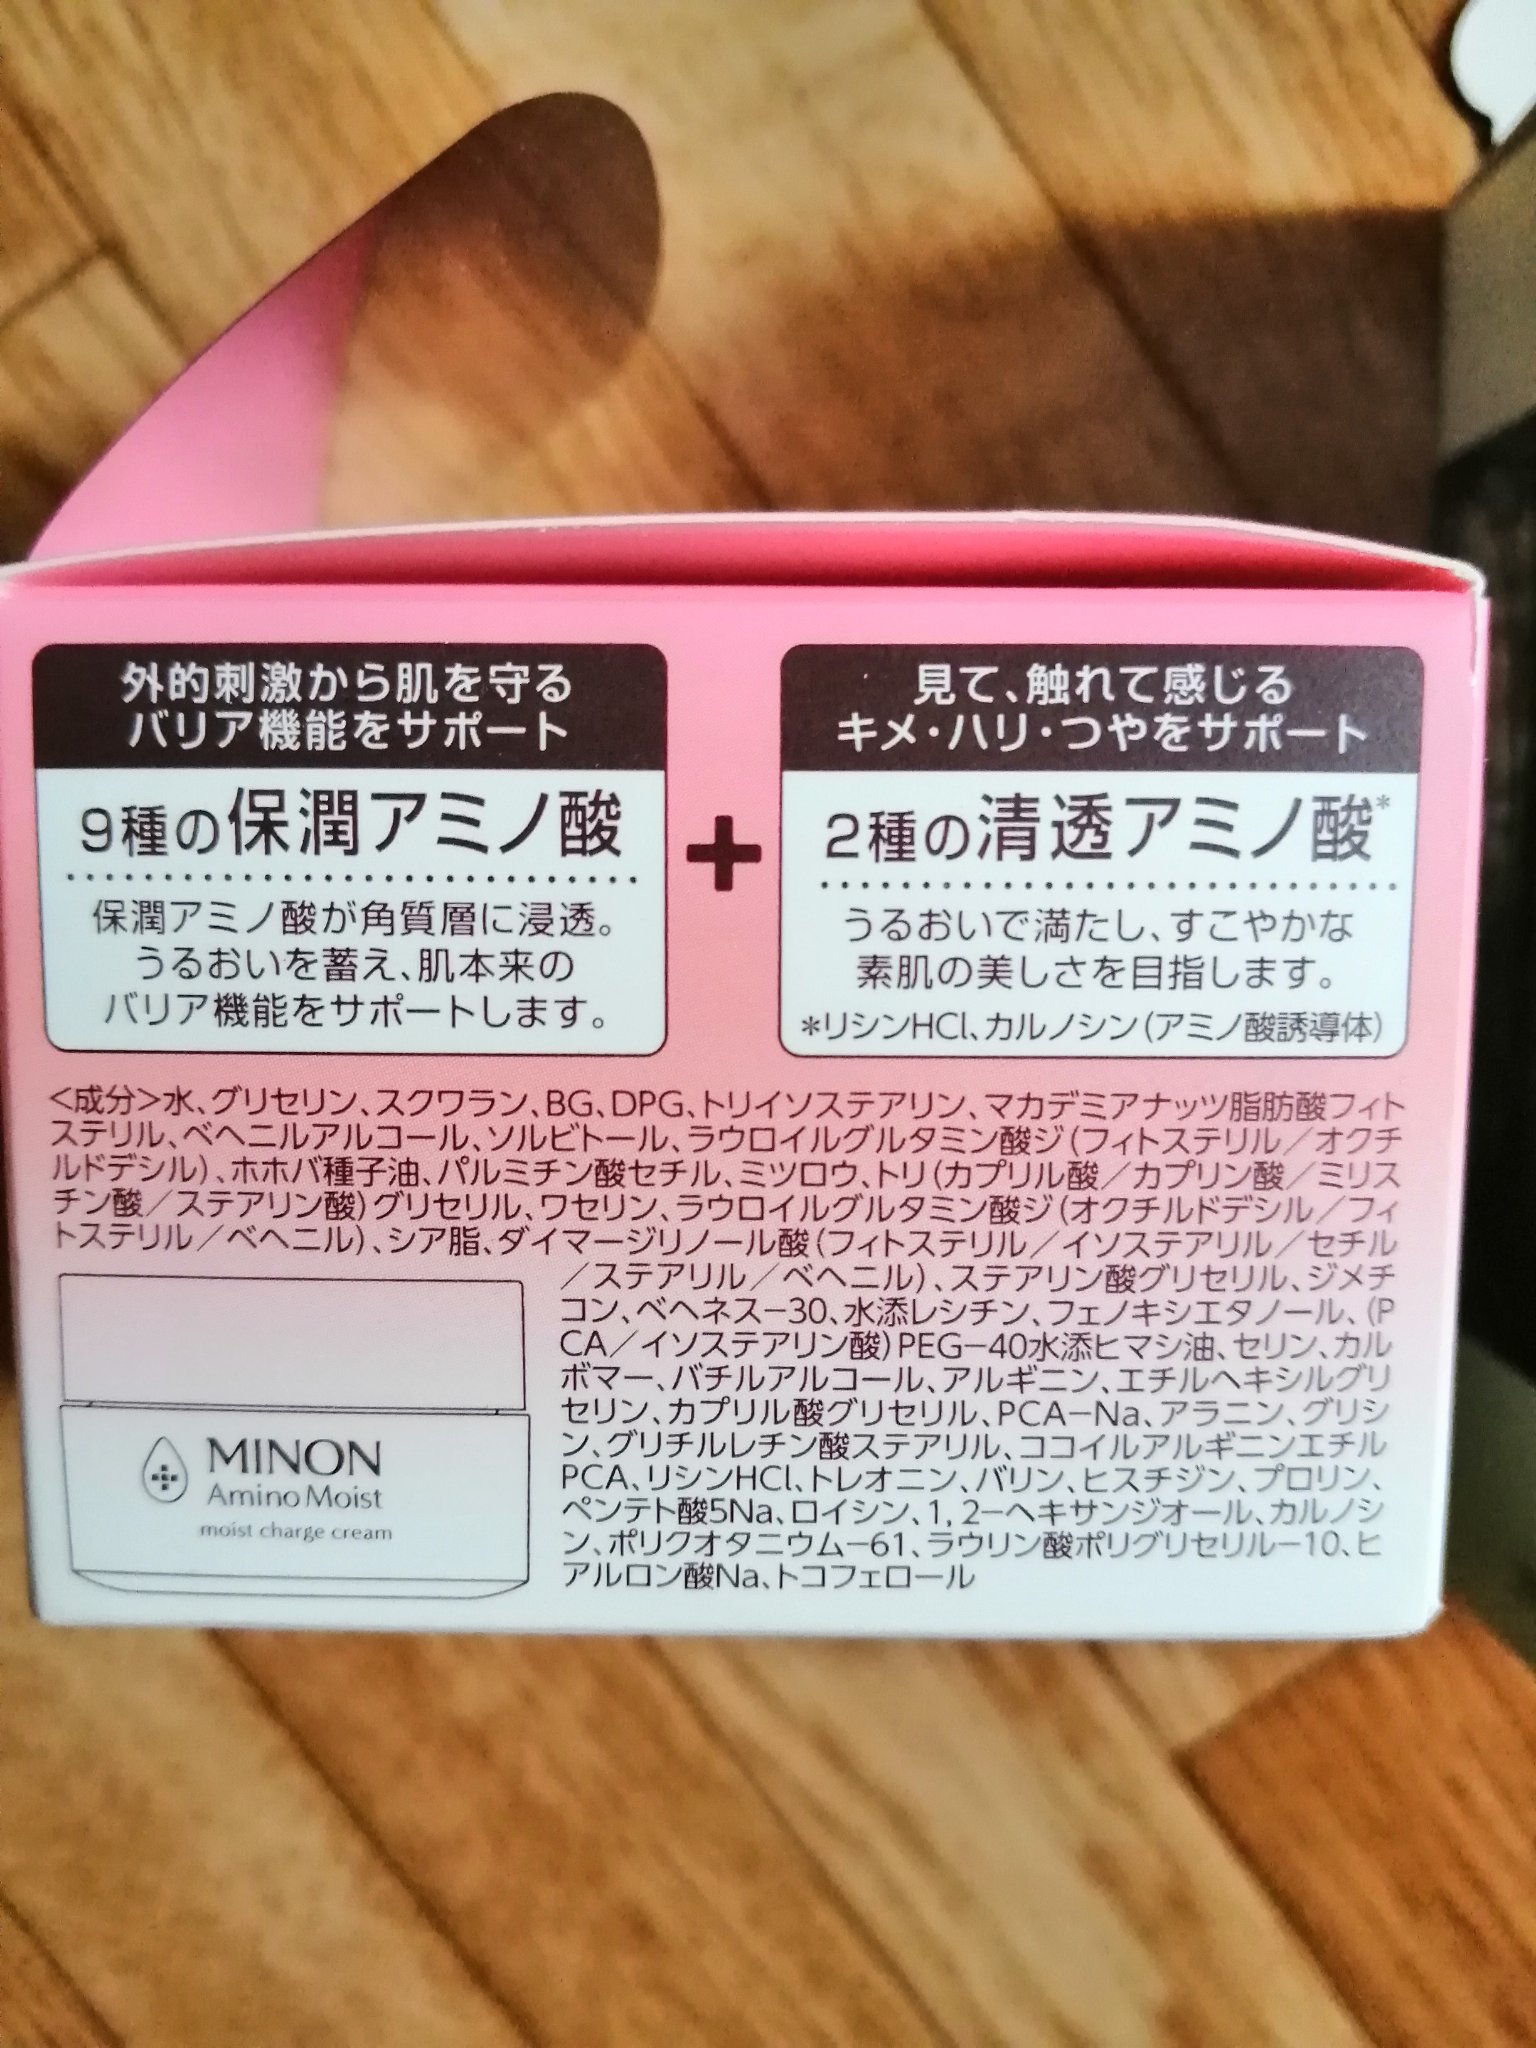 外的刺激から肌を守る
バリア機能をサポート
9種の保潤アミノ酸
保潤アミノ酸が角質層に浸透。
うるおいを蓄え、肌本来の
バリア機能をサポートします。
+
見て、触れて感じる
キメ・ハリ・つやをサポート
2種の清透アミノ酸*
うるおいで満たし、すこやかな
素肌の美しさを目指します。
*リシンHCl、カルノシン(アミノ酸誘導体)
<成分>水、グリセリン、スクワラン、BG、DPG、トリイソステアリン、マカデミアナッツ脂肪酸フィト
ステリル、ベヘニルアルコール、ソルビトール、ラウロイルグルタミン酸ジ(フィトステリル/オクチ
ルドデシル)、ホホバ種子油、パルミチン酸セチル、ミツロウ、トリ(カプリル酸/カプリン酸/ミリス
チン酸/ステアリン酸)グリセリル、ワセリン、ラウロイルグルタミン酸ジ(オクチルドデシル/フィ
トステリル/ベヘニル)、シア脂、ダイマージリノール酸(フィトステリル/イソステアリル/セチル
/ステアリル/ベヘニル)、ステアリン酸グリセリル、ジメチ
コン、ベヘネス-30、水添レシチン、フェノキシエタノール、(P
CA/イソステアリン酸)PEG-40水添ヒマシ油、セリン、カル
ボマー、バチルアルコール、アルギニン、エチルヘキシルグリ
セリン、カプリル酸グリセリル、PCA-Na、アラニン、グリシ
ン、グリチルレチン酸ステアリル、ココイルアルギニンエチル
PCA、リシンHCl、トレオニン、バリン、ヒスチジン、プロリン、
ペンテト酸5Na、ロイシン、1,2-ヘキサンジオール、カルノシ
ン、ポリクオタニウム-61、ラウリン酸ポリグリセリル-10、ヒ
アルロン酸Na、トコフェロール
MINON
Amino Moist
moist charge cream